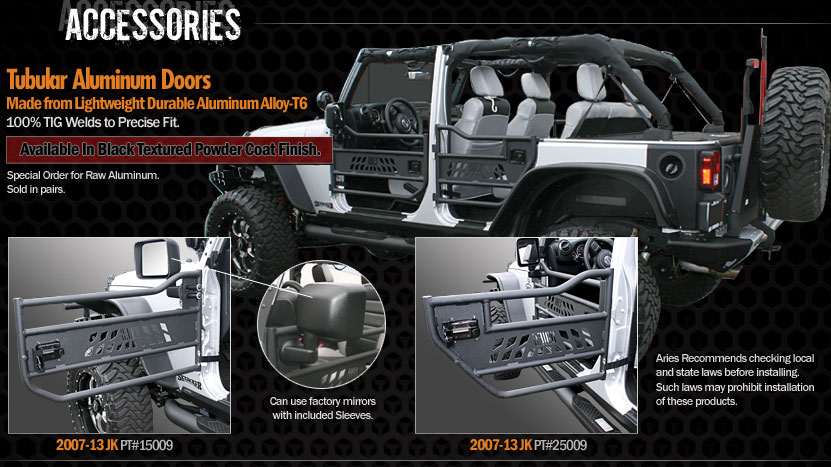 ACCESSORIES
Tubular Aluminum Doors
Made from Lightweight Durable Aluminum Alloy-T6
100% TIG Welds to Precise Fit.
Available In Black Textured Powder Coat Finish.
Special Order for Raw Aluminum.
Sold in pairs.
SKYJACKER
SKYJACKER
Can use factory mirrors
with included Sleeves.
Aries Recommends checking local
and state laws before installing.
Such laws may prohibit installation
of these products.
2007-13 JK PT#15009
2007-13 JK PT#25009